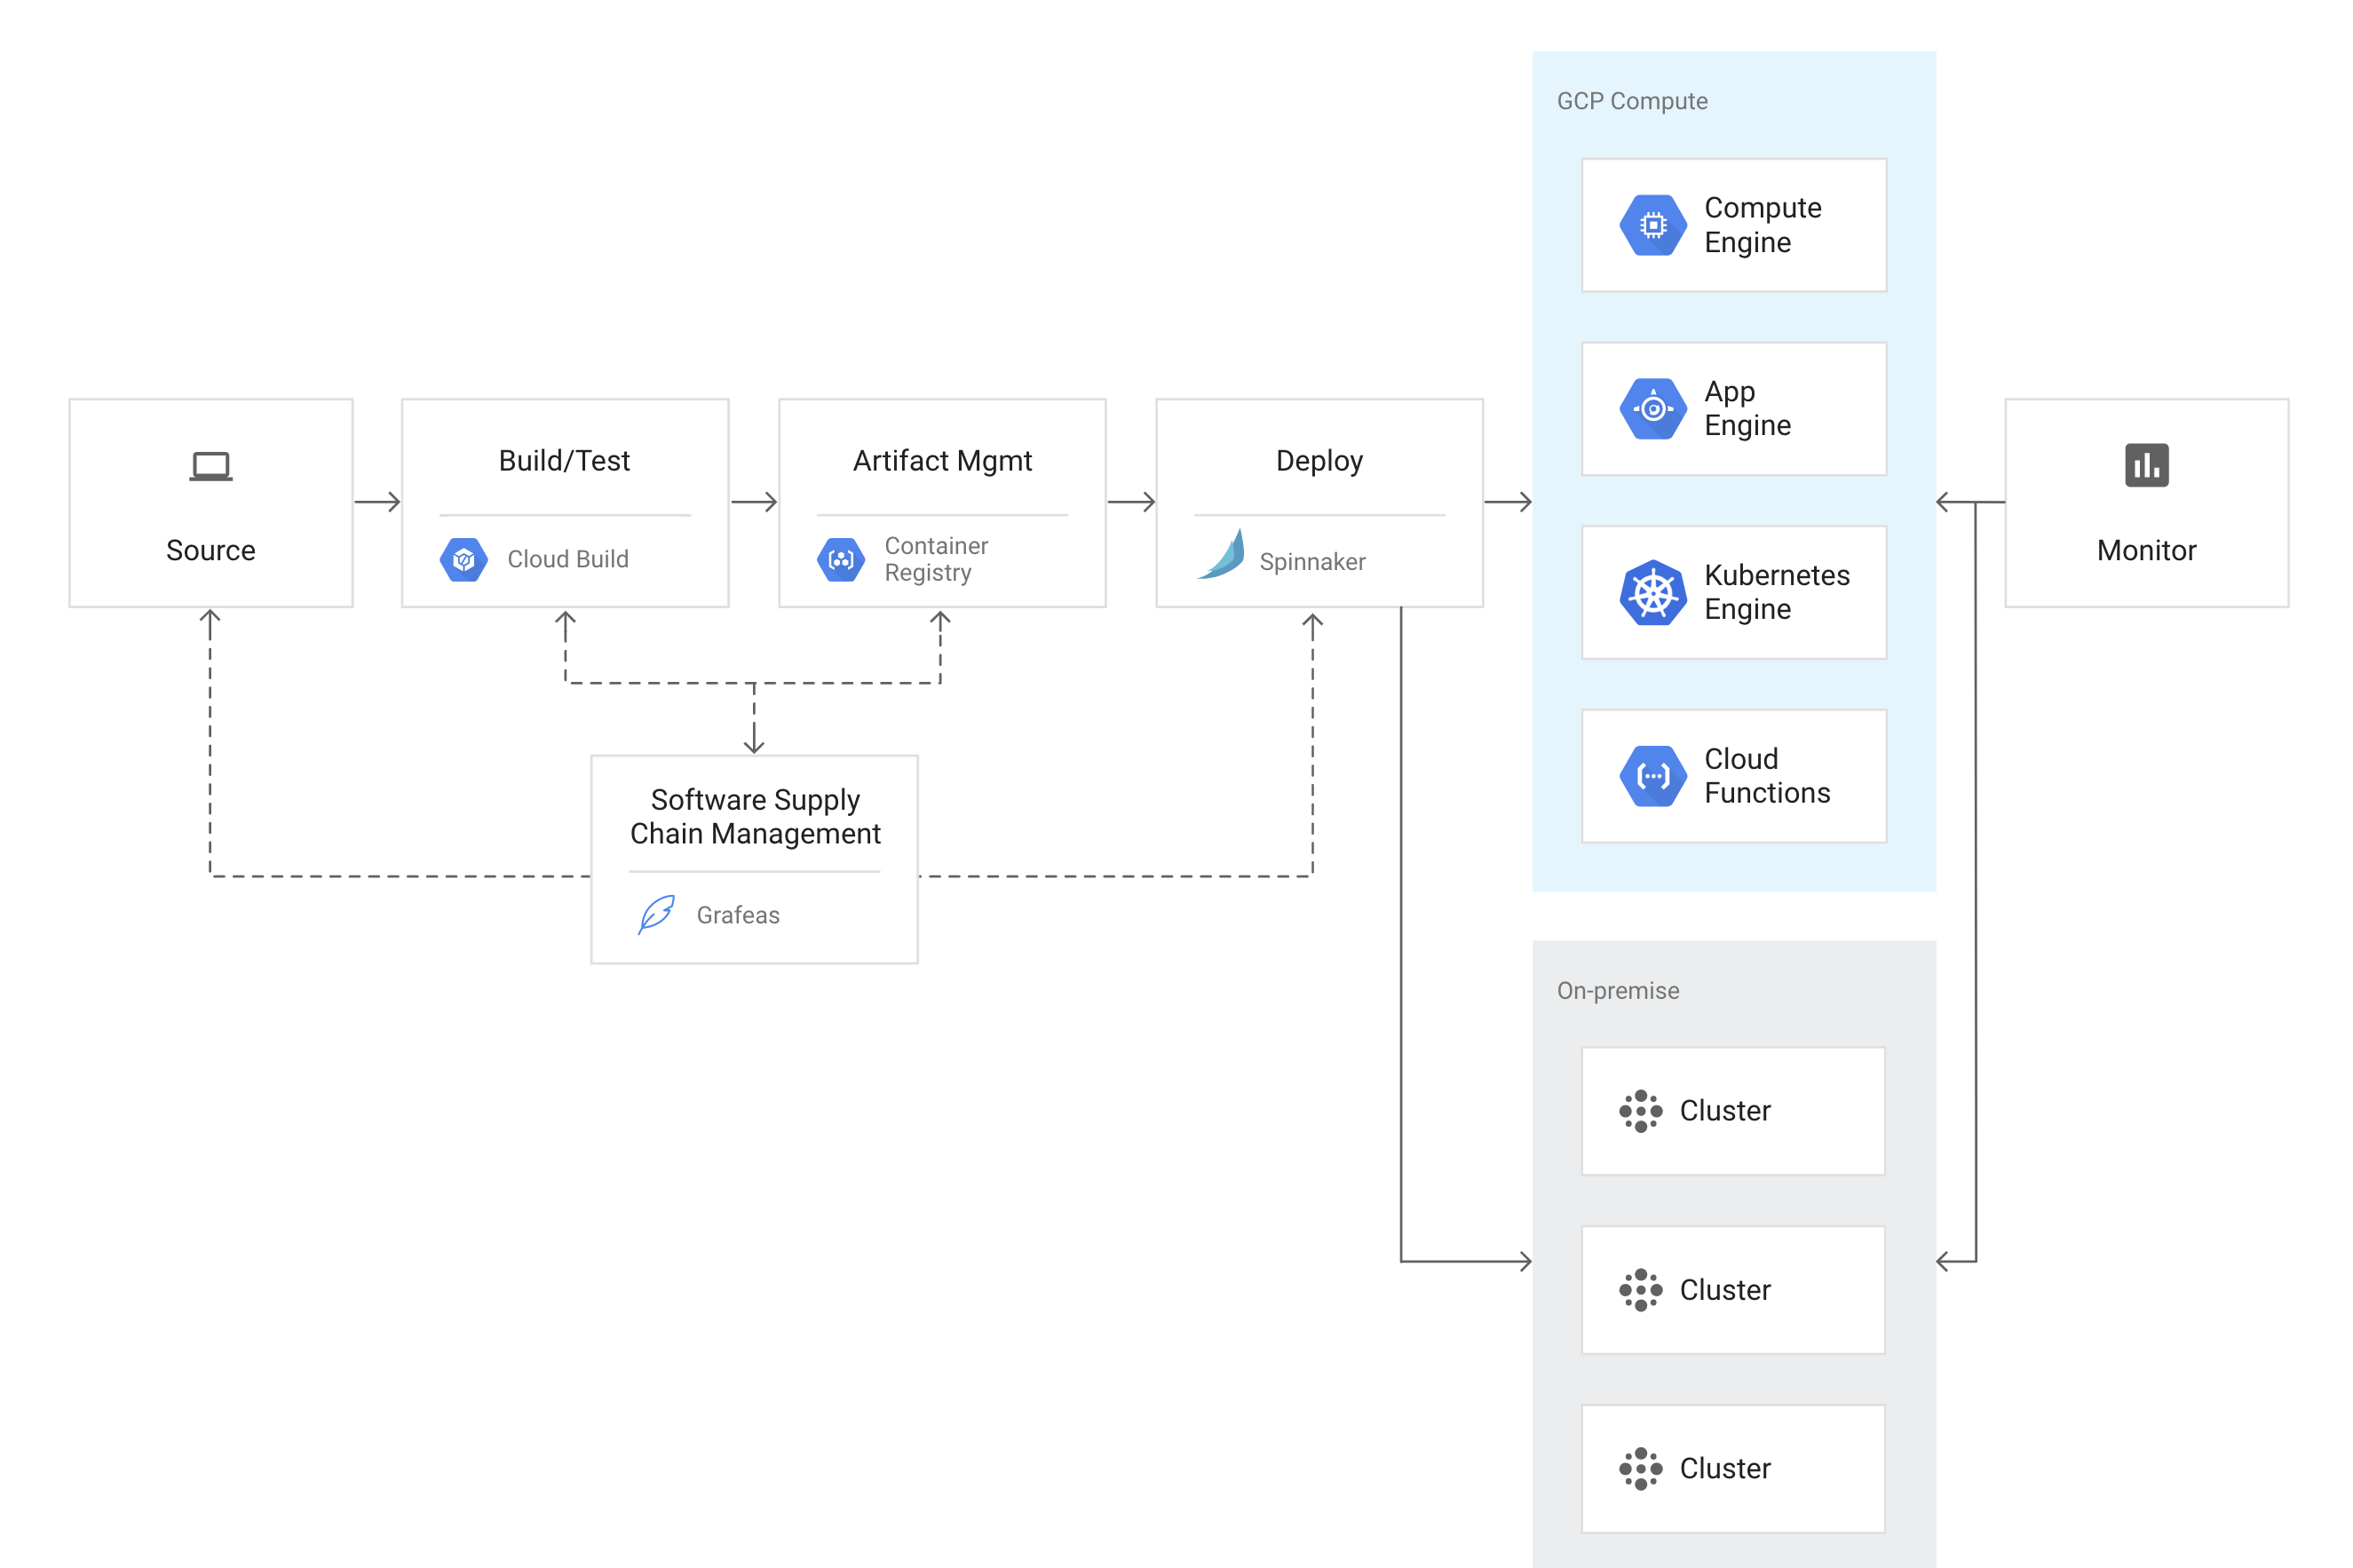 GCP Compute
Compute
Engine
App
Engine
Kubernetes
Engine
Cloud
Functions
Source
Build/Test
Cloud Build
Artifact Mgmt
Container
Registry
Deploy
Spinnaker
Monitor
Software Supply
Chain Management
Grafeas
On-premise
Cluster
Cluster
Cluster